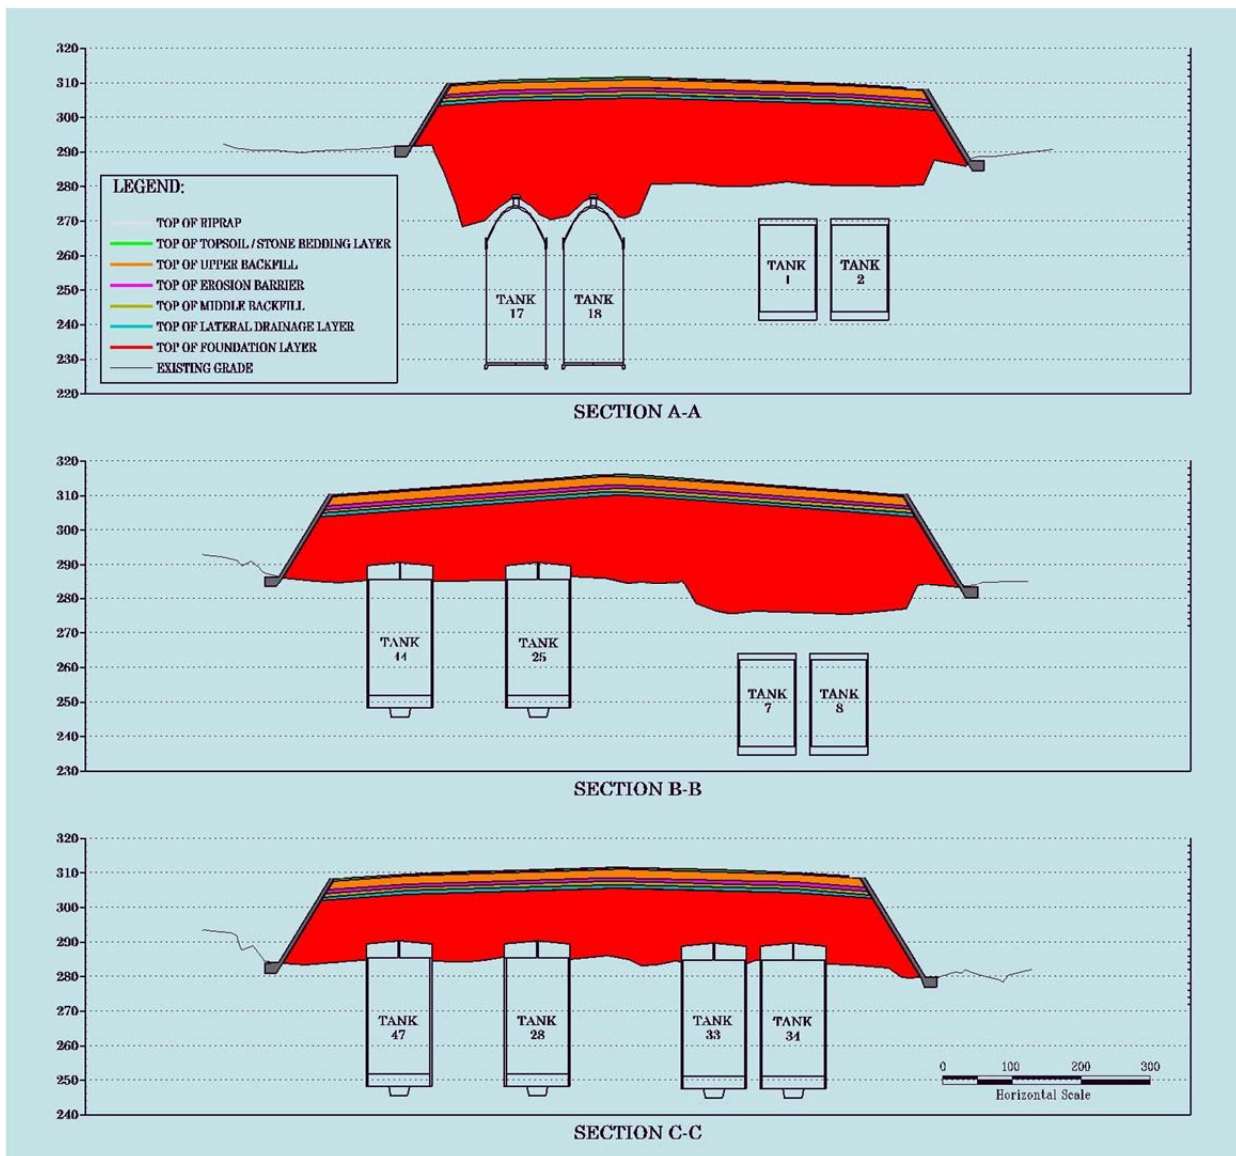 320
310
300
290
280
270
260
250
240
230
220
LEGEND:
TOP OF RIPRAP
TOP OF TOPSOIL / STONE BEDDING LAYER
TOP OF UPPER BACKFILL
TOP OF EROSION BARRIER
TOP OF MIDDLE BACKFILL
TOP OF LATERAL DRAINAGE LAYER
TOP OF FOUNDATION LAYER
EXISTING GRADE
TANK
17
TANK
18
TANK
1
TANK
2
SECTION A-A
320
310
300
290
280
270
260
250
240
230
TANK
44
TANK
25
TANK
7
TANK
8
SECTION B-B
320
310
300
290
280
270
260
250
240
TANK
47
TANK
28
TANK
33
TANK
34
0 100 200 300
Horizontal Scale
SECTION C-C